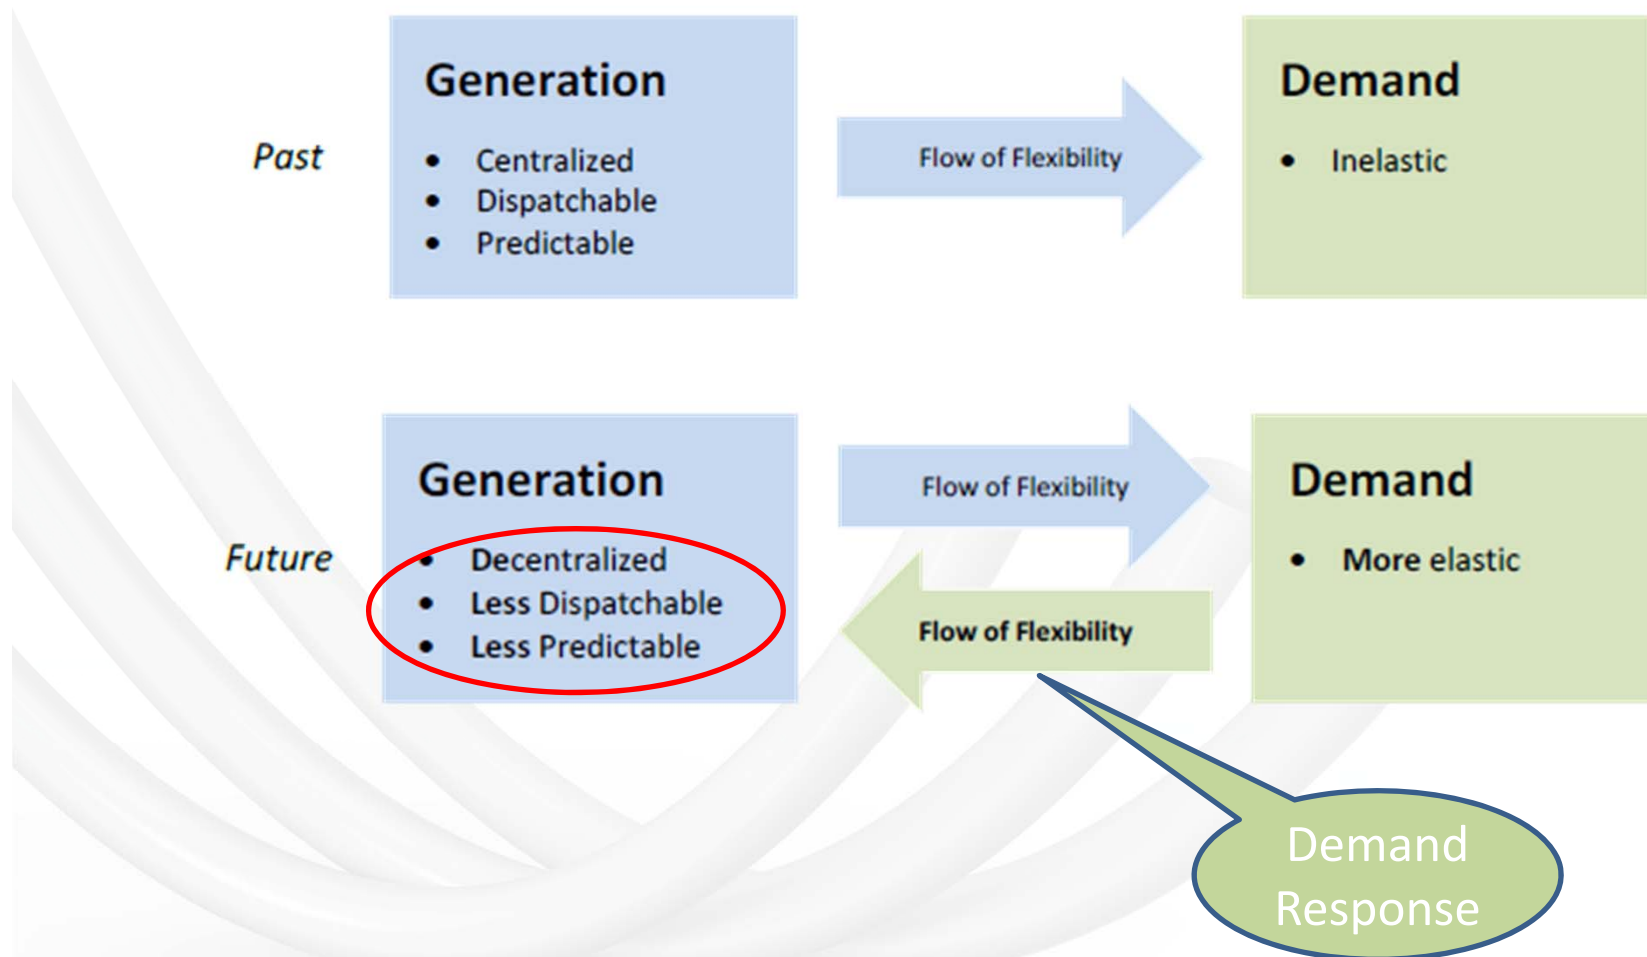 Past
Generation
• Centralized
• Dispatchable
• Predictable
Flow of Flexibility
Demand
• Inelastic
Future
Generation
• Decentralized
• Less Dispatchable
• Less Predictable
Flow of Flexibility
Flow of Flexibility
Demand
• More elastic
Demand
Response